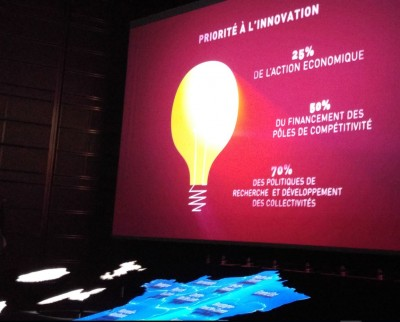 PRIORITÉ À L'INNOVATION
25%
DE L'ACTION ECONOMIQUE
50%
DU FINANCEMENT DES
PÔLES DE COMPÉTITIVITÉ
70%
DES POLITIQUES DE
RECHERCHE ET DÉVELOPPEMENT
DES COLLECTIVITÉS